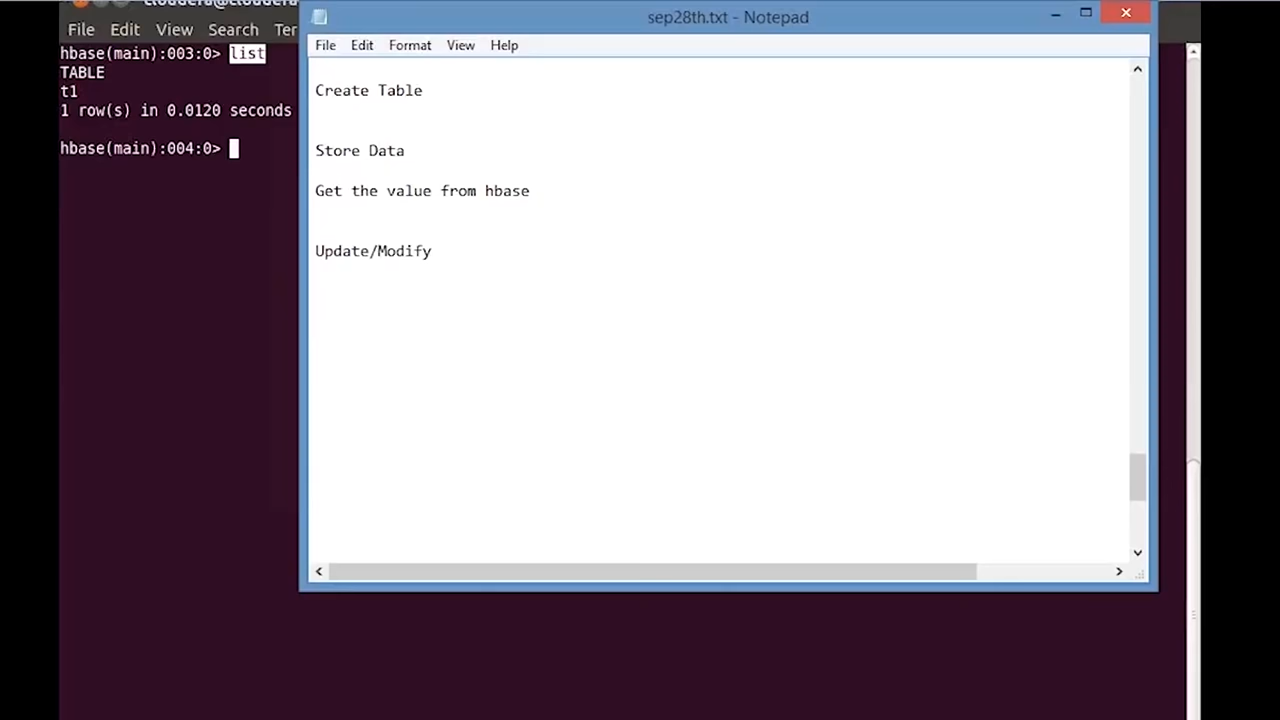 cloudera@cloudera
File Edit View Search Ter
hbase(main):003:0> list
TABLE
t1
1 row(s) in 0.0120 seconds
hbase(main):004:0>
sep28th.txt - Notepad
File Edit Format View Help
Create Table
Store Data
Get the value from hbase
Update/Modify